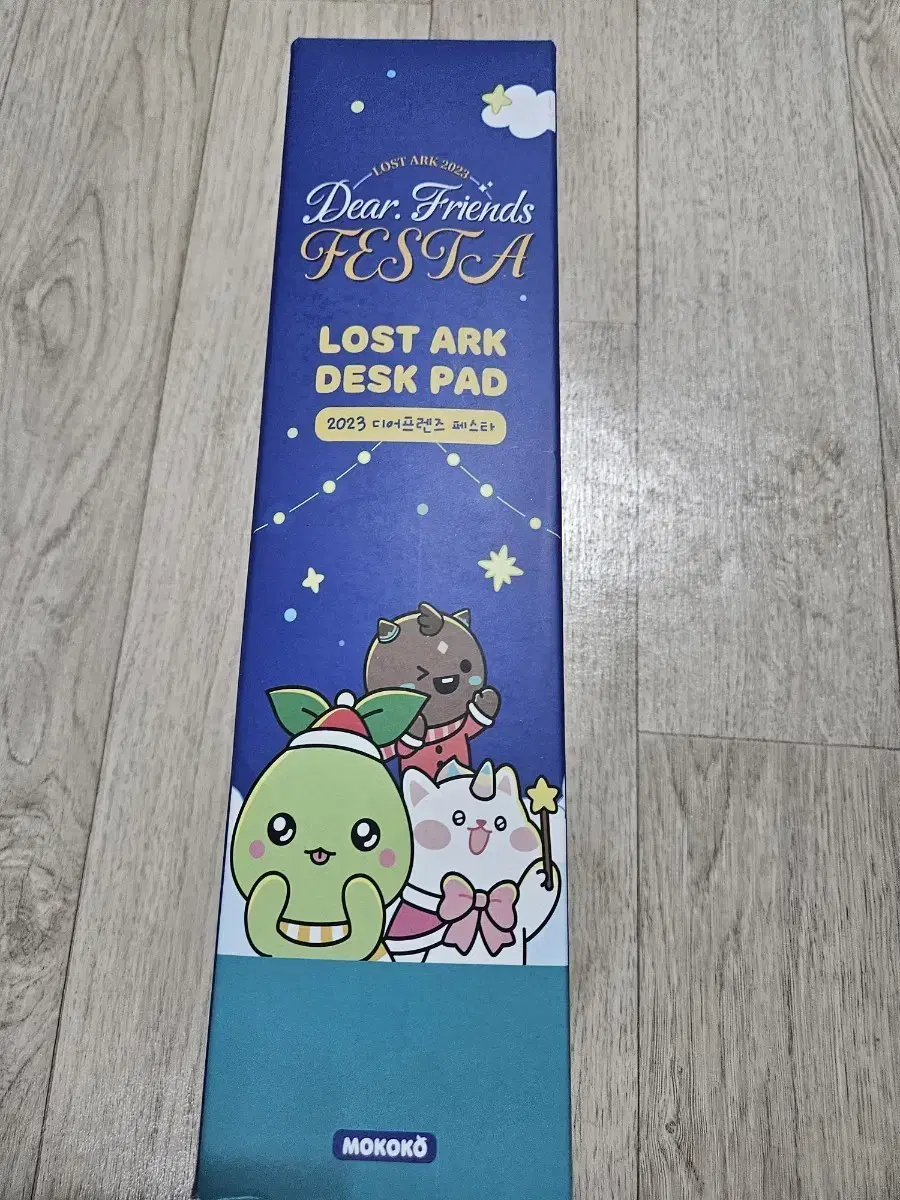 LOST ARK 2023
Dear. Friends
FESTA
LOST ARK
DESK PAD
2023 디어프렌즈 페스타
MOKOKO